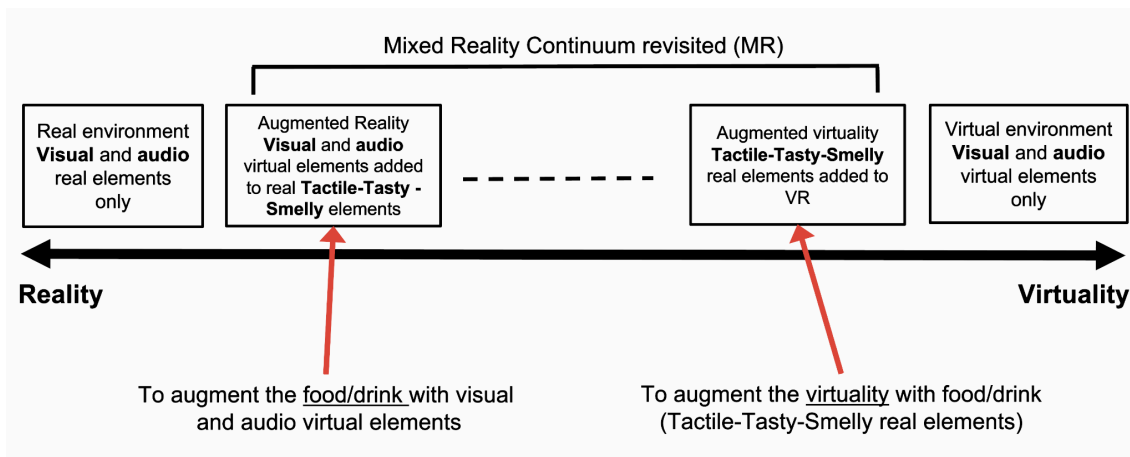 Mixed Reality Continuum revisited (MR)
Real environment
Visual and audio
real elements
only
Augmented Reality
Visual and audio
virtual elements added
to real Tactile-Tasty -
Smelly elements
Augmented virtuality
Tactile-Tasty-Smelly
real elements added to
VR
Virtual environment
Visual and audio
virtual elements
only
Reality
Virtuality
To augment the food/drink with visual
and audio virtual elements
To augment the virtuality with food/drink
(Tactile-Tasty-Smelly real elements)